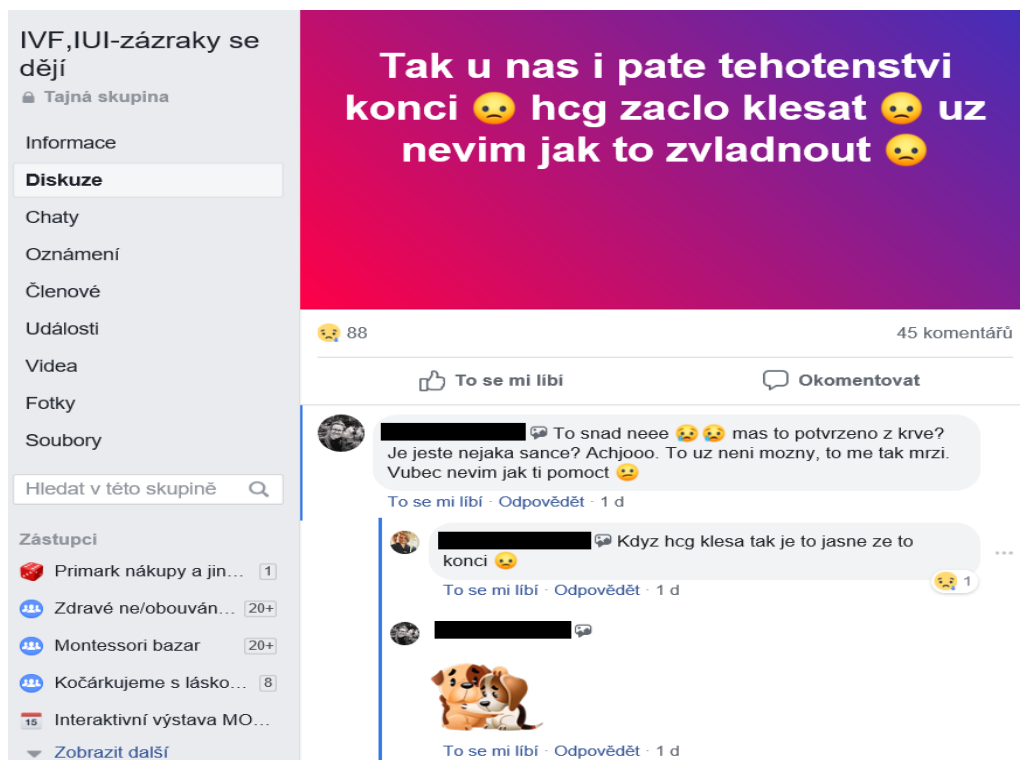 IVF,IUI-zázraky se
dějí
Tajná skupina
Informace
Diskuze
Chaty
Oznámení
Členové
Události
Videa
Fotky
Soubory
Hledat v této skupině
Zástupci
Primark nákupy a jin... 1
Zdravé ne/obouván... 20+
Montessori bazar 20+
Kočárkujeme s lásko... 8
15 Interaktivní výstava MO...
Zobrazit další
Tak u nas i pate tehotenstvi
konci 😞 hcg zaclo klesat 😞 uz
nevim jak to zvladnout 😞
88
45 komentářů
To se mi líbí
Okomentovat
To snad neee 😢 😢 mas to potvrzeno z krve?
Je jeste nejaka sance? Achjooo. To uz neni mozny, to me tak mrzi.
Vubec nevim jak ti pomoct 😕
To se mi líbí · Odpovědět · 1 d
Kdyz hcg klesa tak je to jasne ze to
konci 😞
1
To se mi líbí · Odpovědět · 1 d
To se mi líbí · Odpovědět · 1 d